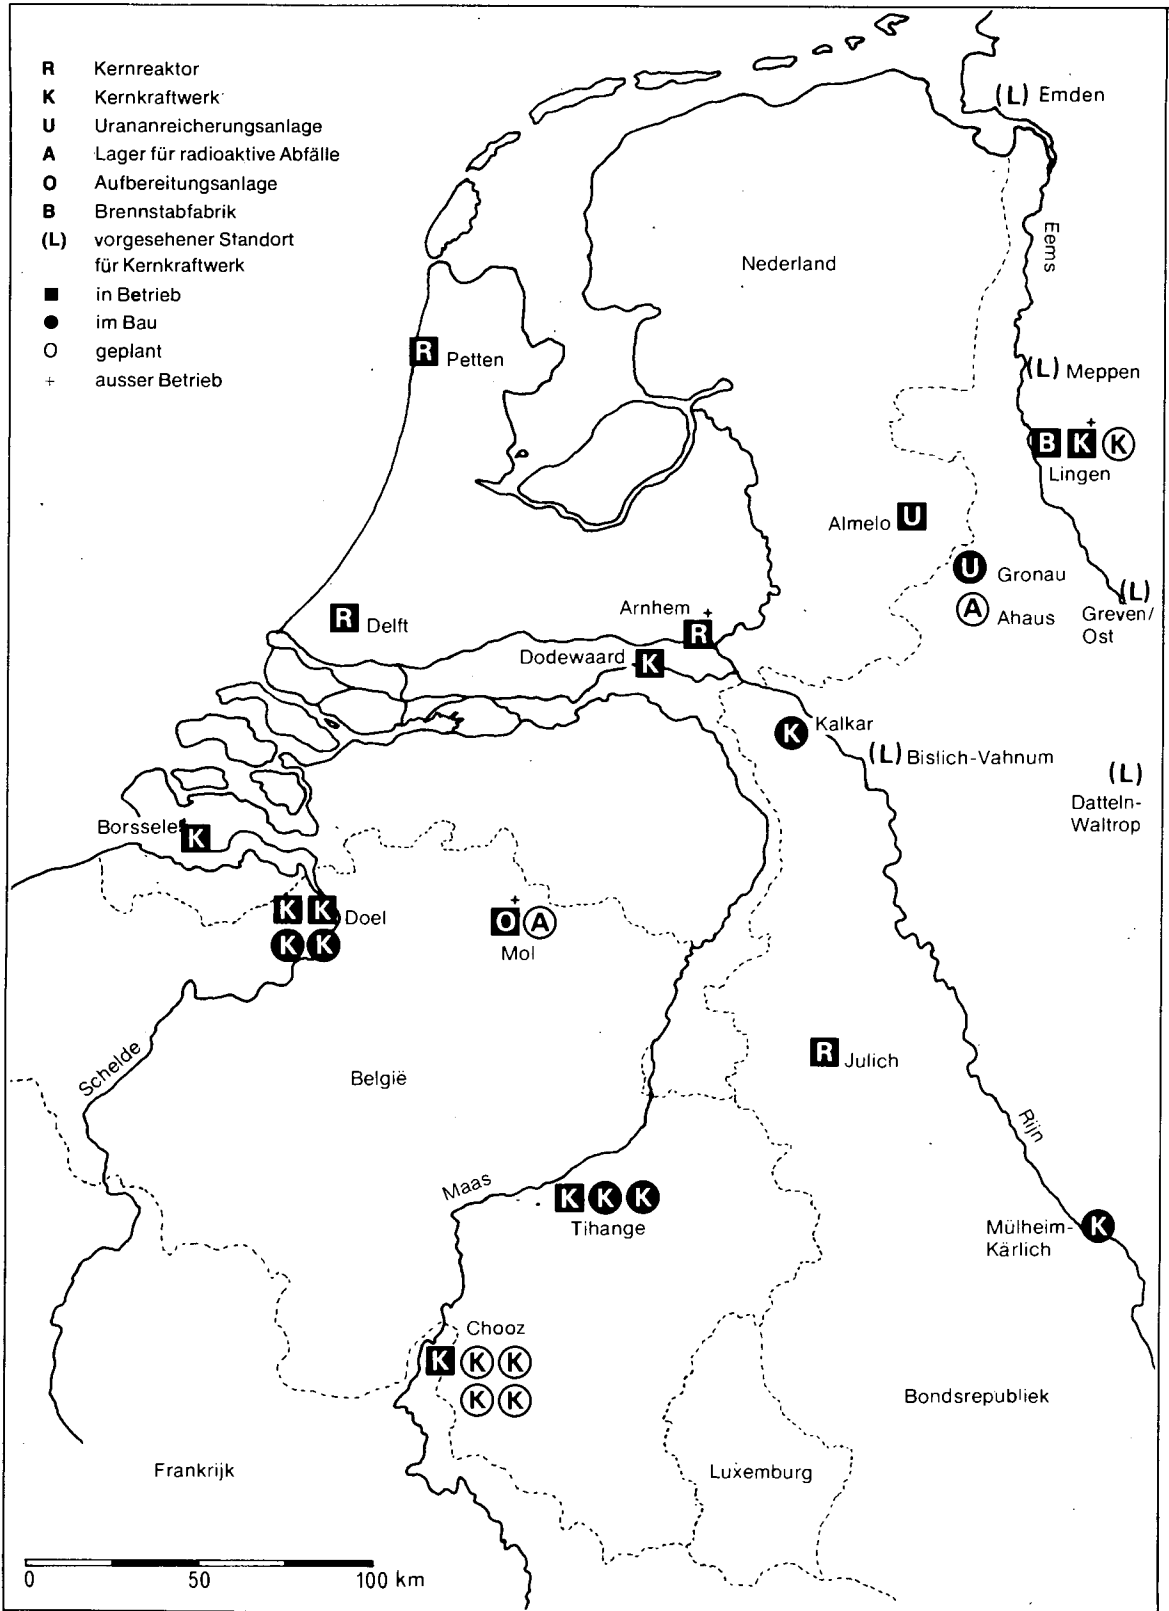 R Kernreaktor
K Kernkraftwerk
U Urananreicherungsanlage
A Lager für radioaktive Abfälle
O Aufbereitungsanlage
B Brennstabfabrik
(L) vorgesehener Standort
für Kernkraftwerk
■ in Betrieb
● im Bau
O geplant
+ ausser Betrieb
(L) Emden
Eems
Nederland
R Petten
(L) Meppen
+
B K K
Lingen
Almelo U
U Gronau
A Ahaus
(L)
Greven/
Ost
R Delft
Arnhem +
R
Dodewaard K
K Kalkar
(L) Bislich-Vahnum
(L)
Datteln-
Waltrop
Borssele K
K K Doel
K K
+
O A
Mol
Schelde
België
R Julich
Rijn
Maas
K K K
Tihange
Mülheim-
Kärlich
K
Chooz
K K K
K K
Bondsrepubliek
Frankrijk
Luxemburg
0 50 100 km